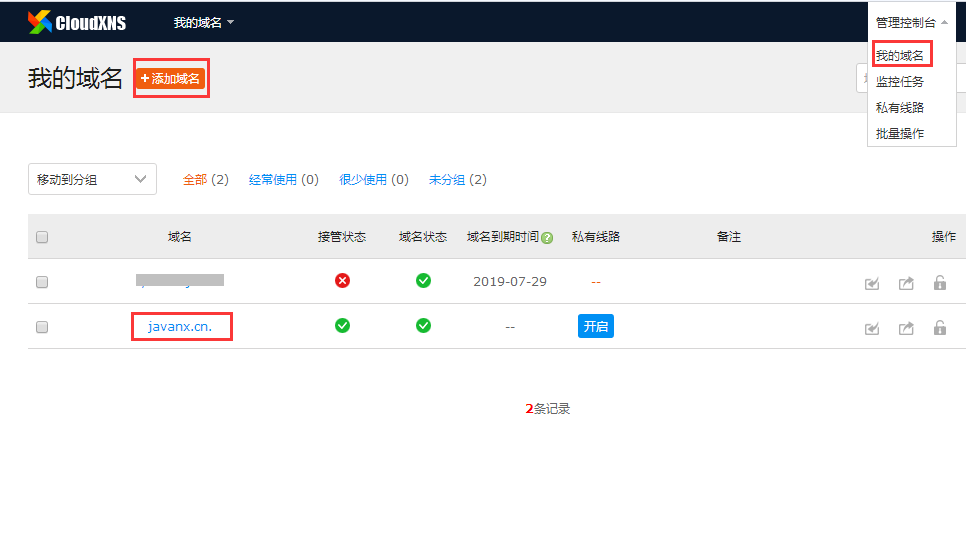 CloudXNS 我的域名 管理控制台
我的域名
监控任务
私有线路
批量操作
我的域名 +添加域名
移动到分组 全部 (2) 经常使用 (0) 很少使用 (0) 未分组 (2)
域名 接管状态 域名状态 域名到期时间 ? 私有线路 备注 操作
2019-07-29 --
javanx.cn. -- 开启
2条记录